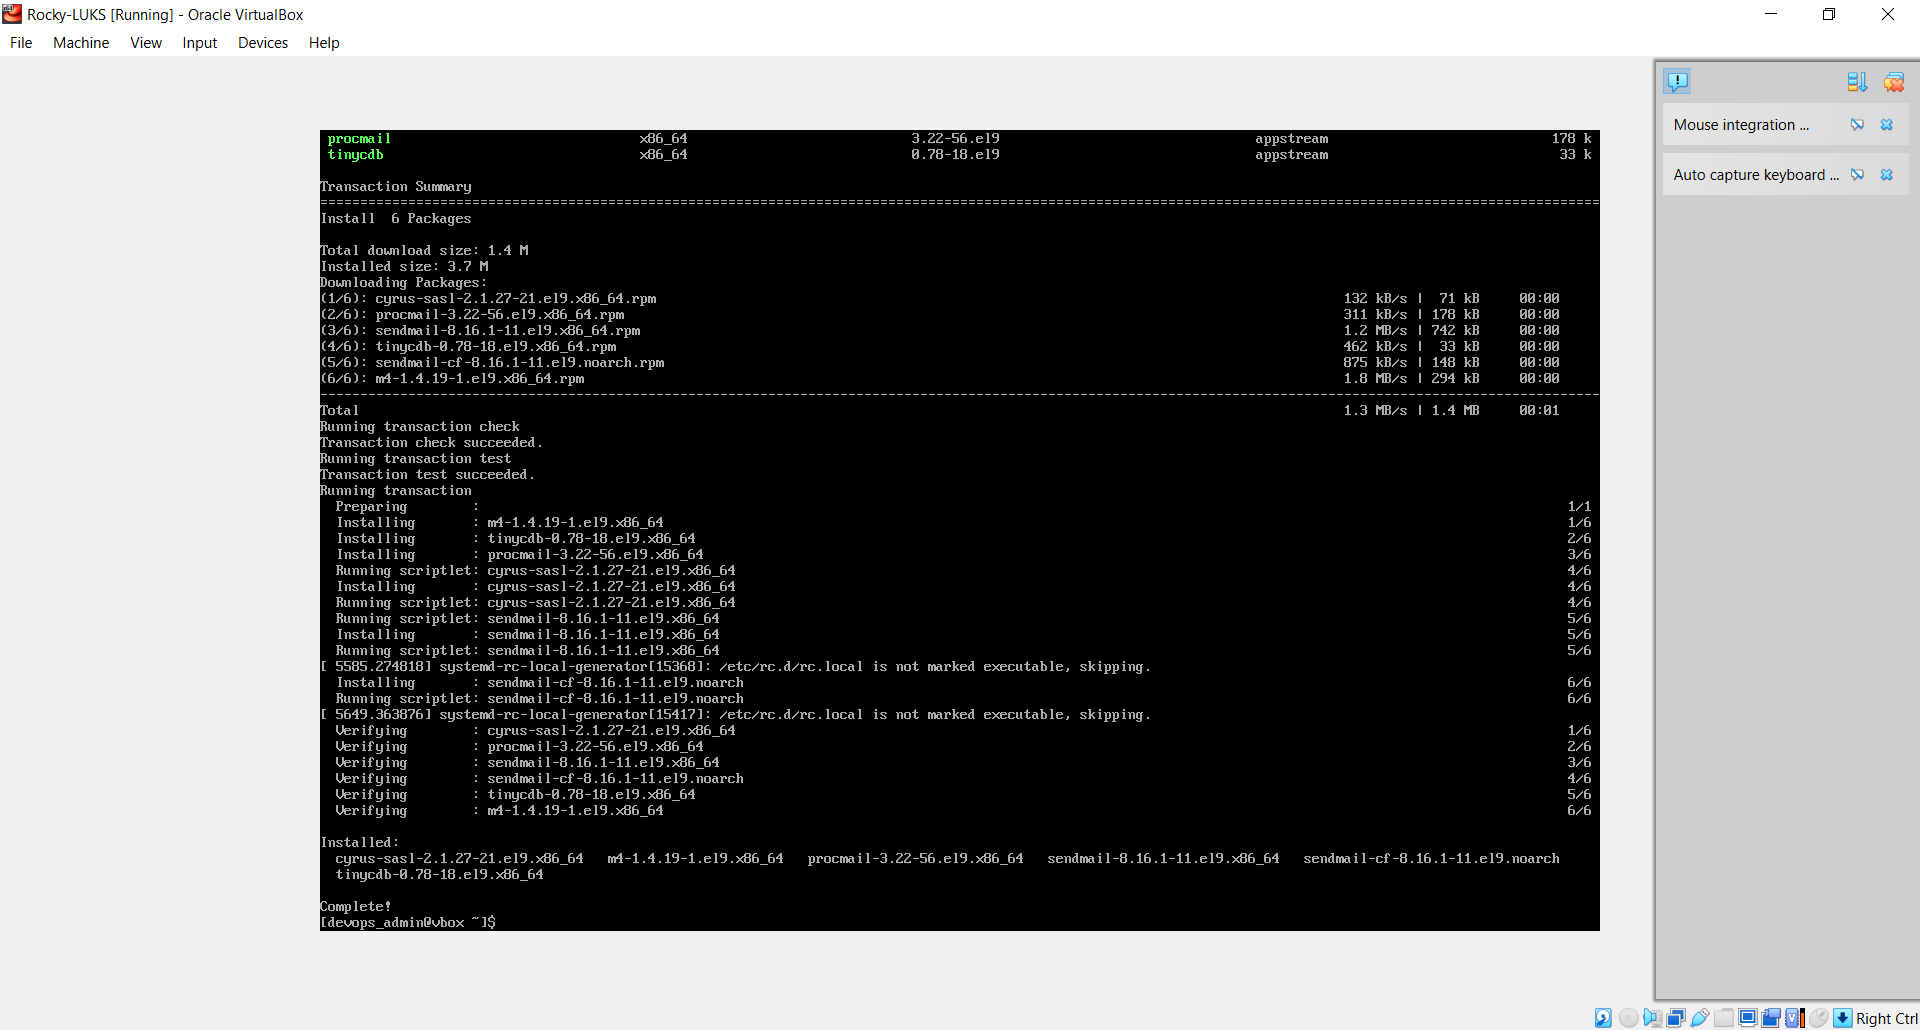 Rocky-LUKS [Running] - Oracle VirtualBox
File Machine View Input Devices Help
procmail x86_64 3.22-56.el9 appstream 178 k
tinycdb x86_64 0.78-18.el9 appstream 33 k
Transaction Summary
================================================================================
Install 6 Packages
Total download size: 1.4 M
Installed size: 3.7 M
Downloading Packages:
(1/6): cyrus-sasl-2.1.27-21.el9.x86_64.rpm 132 kB/s | 71 kB 00:00
(2/6): procmail-3.22-56.el9.x86_64.rpm 311 kB/s | 178 kB 00:00
(3/6): sendmail-8.16.1-11.el9.x86_64.rpm 1.2 MB/s | 742 kB 00:00
(4/6): tinycdb-0.78-18.el9.x86_64.rpm 462 kB/s | 33 kB 00:00
(5/6): sendmail-cf-8.16.1-11.el9.noarch.rpm 875 kB/s | 148 kB 00:00
(6/6): m4-1.4.19-1.el9.x86_64.rpm 1.8 MB/s | 294 kB 00:00
--------------------------------------------------------------------------------
Total 1.3 MB/s | 1.4 MB 00:01
Running transaction check
Transaction check succeeded.
Running transaction test
Transaction test succeeded.
Running transaction
Preparing : 1/1
Installing : m4-1.4.19-1.el9.x86_64 1/6
Installing : tinycdb-0.78-18.el9.x86_64 2/6
Installing : procmail-3.22-56.el9.x86_64 3/6
Running scriptlet: cyrus-sasl-2.1.27-21.el9.x86_64 4/6
Installing : cyrus-sasl-2.1.27-21.el9.x86_64 4/6
Running scriptlet: cyrus-sasl-2.1.27-21.el9.x86_64 4/6
Running scriptlet: sendmail-8.16.1-11.el9.x86_64 5/6
Installing : sendmail-8.16.1-11.el9.x86_64 5/6
Running scriptlet: sendmail-8.16.1-11.el9.x86_64 5/6
[ 5585.274818] systemd-rc-local-generator[15368]: /etc/rc.d/rc.local is not marked executable, skipping.
Installing : sendmail-cf-8.16.1-11.el9.noarch 6/6
Running scriptlet: sendmail-cf-8.16.1-11.el9.noarch 6/6
[ 5649.363876] systemd-rc-local-generator[15417]: /etc/rc.d/rc.local is not marked executable, skipping.
Verifying : cyrus-sasl-2.1.27-21.el9.x86_64 1/6
Verifying : procmail-3.22-56.el9.x86_64 2/6
Verifying : sendmail-8.16.1-11.el9.x86_64 3/6
Verifying : sendmail-cf-8.16.1-11.el9.noarch 4/6
Verifying : tinycdb-0.78-18.el9.x86_64 5/6
Verifying : m4-1.4.19-1.el9.x86_64 6/6
Installed:
cyrus-sasl-2.1.27-21.el9.x86_64 m4-1.4.19-1.el9.x86_64 procmail-3.22-56.el9.x86_64 sendmail-8.16.1-11.el9.x86_64 sendmail-cf-8.16.1-11.el9.noarch
tinycdb-0.78-18.el9.x86_64
Complete!
[devops_admin@vbox ~]$
Mouse integration ...
Auto capture keyboard ...
Right Ctrl